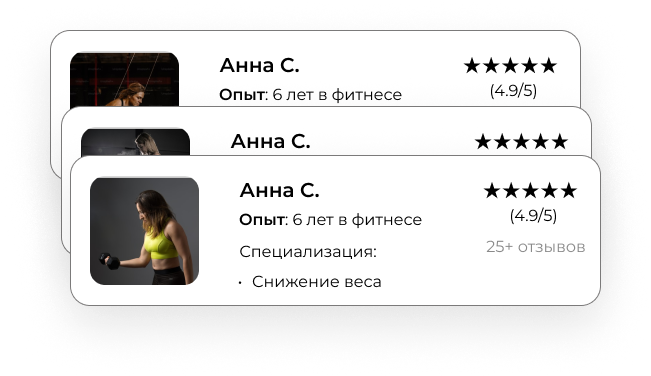 Анна С.
★★★★★
Опыт: 6 лет в фитнесе
(4.9/5)
Анна С.
★★★★★
Анна С.
★★★★★
Опыт: 6 лет в фитнесе
(4.9/5)
Специализация:
25+ отзывов
• Снижение веса